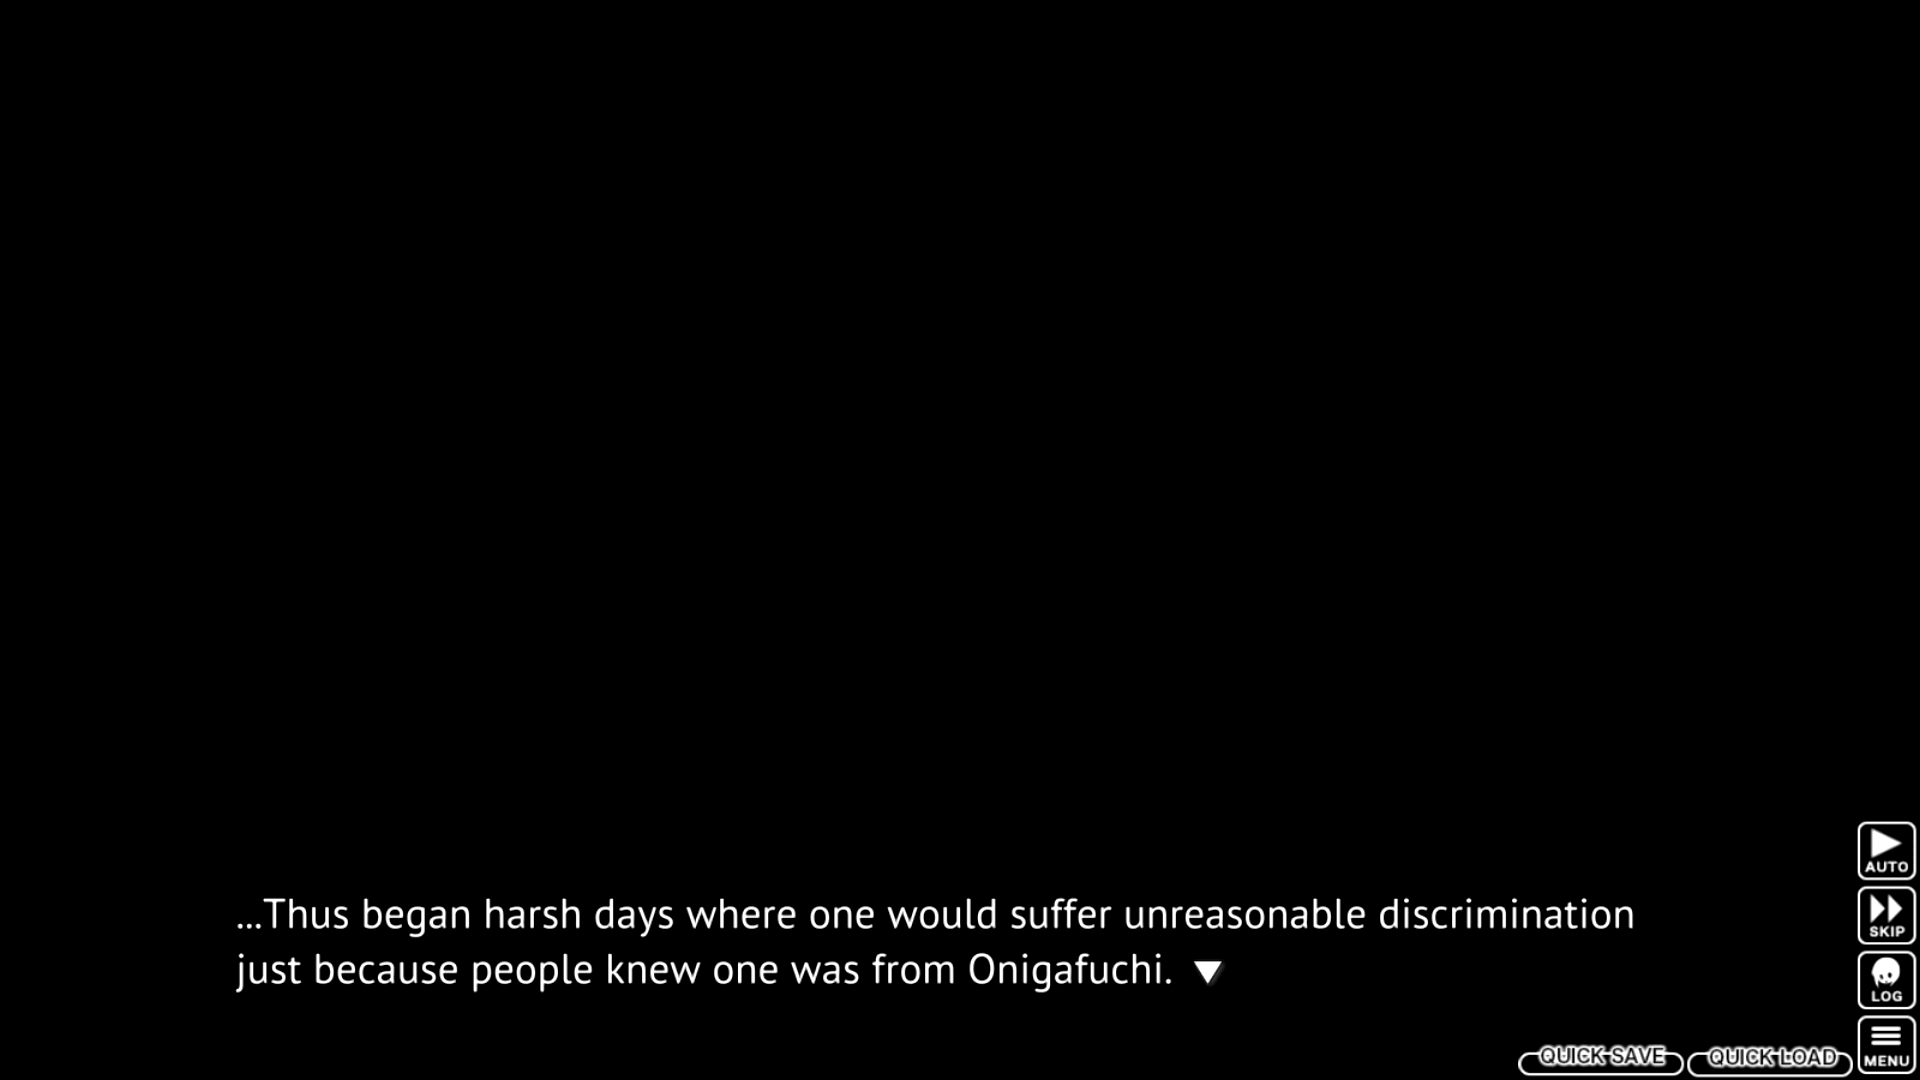 ...Thus began harsh days where one would suffer unreasonable discrimination
just because people knew one was from Onigafuchi.
AUTO
SKIP
LOG
MENU
QUICK SAVE
QUICK LOAD